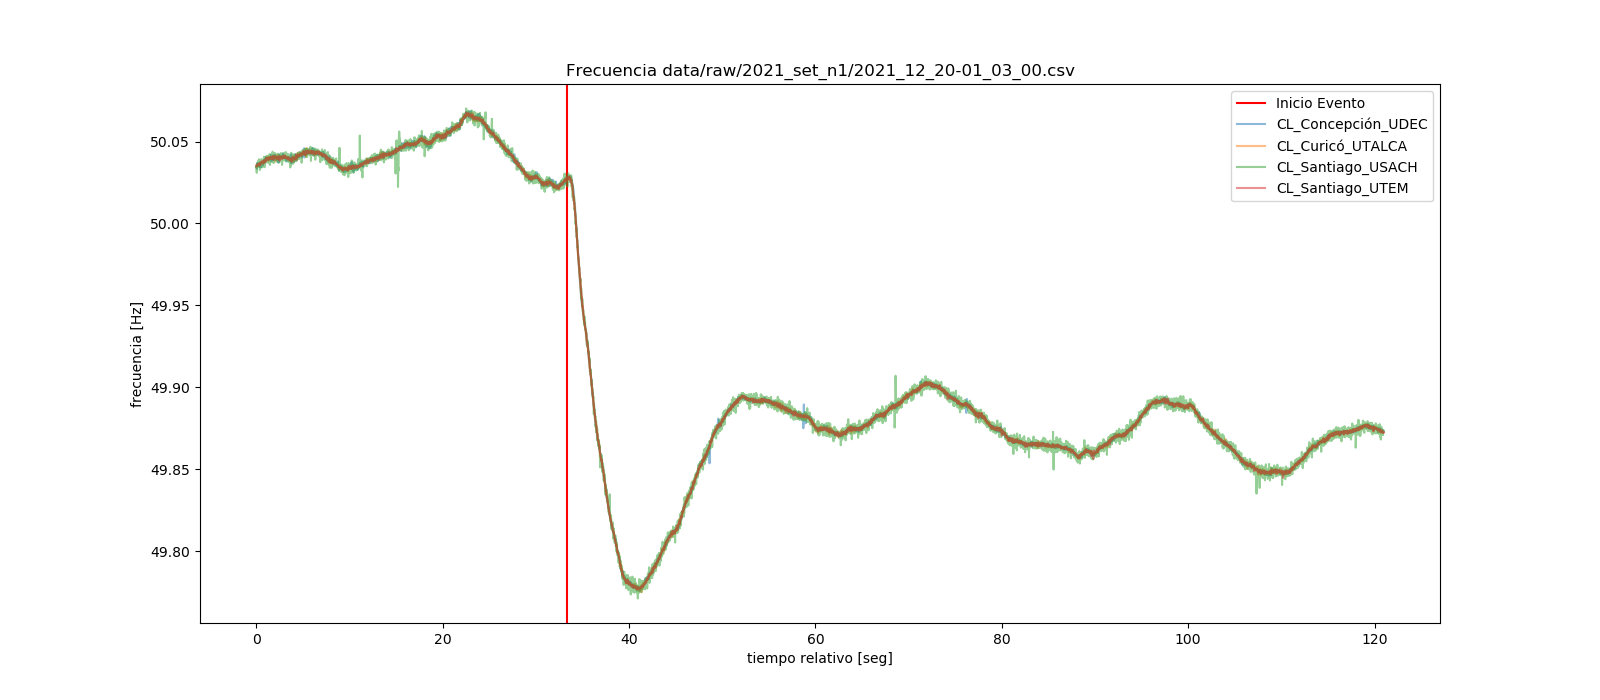 Frecuencia data/raw/2021_set_n1/2021_12_20-01_03_00.csv
Inicio Evento
CL_Concepción_UDEC
CL_Curicó_UTALCA
CL_Santiago_USACH
CL_Santiago_UTEM
frecuencia [Hz]
50.05
50.00
49.95
49.90
49.85
49.80
0 20 40 60 80 100 120
tiempo relativo [seg]